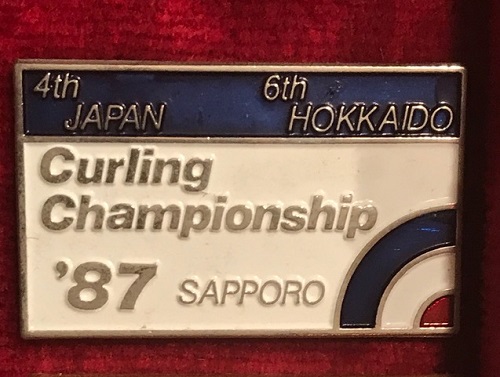 4th 6th
JAPAN HOKKAIDO
Curling
Championship
'87 SAPPORO